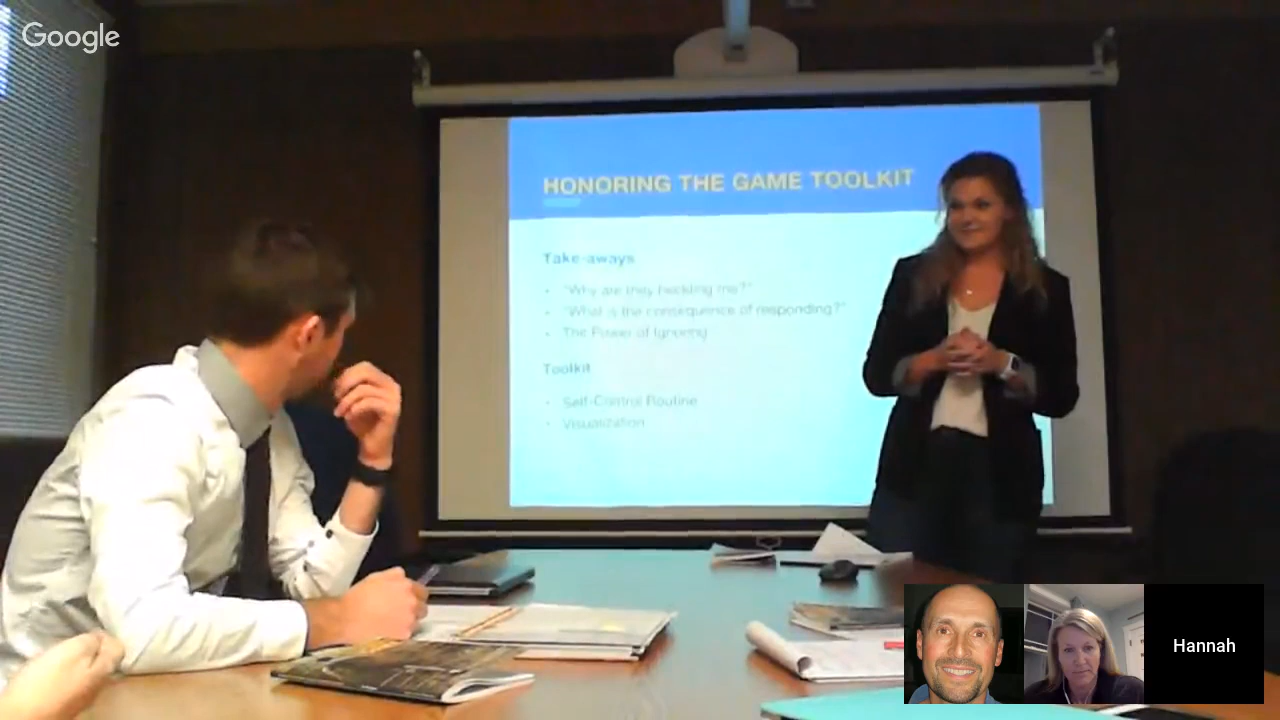 Google
HONORING THE GAME TOOLKIT
Take-aways
• "Why are they heckling me?"
• "What is the consequence of responding?"
• The Power of Ignoring
Toolkit
• Self-Control Routine
• Visualization
Hannah